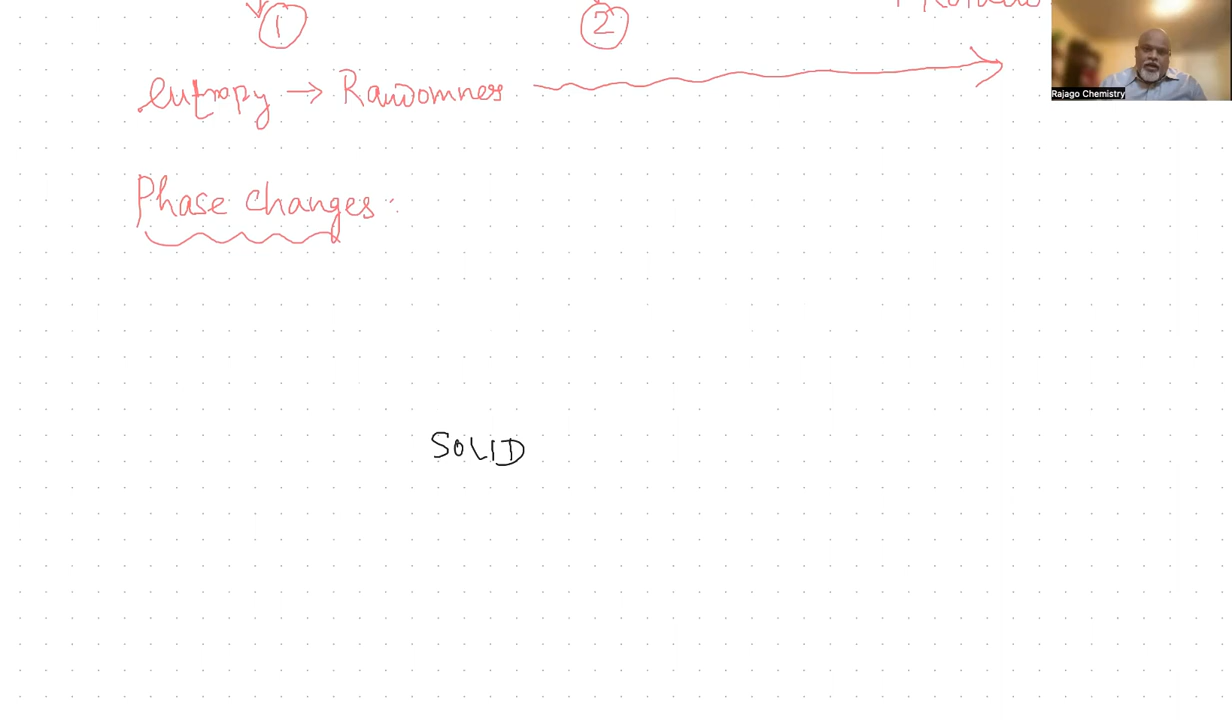 ① ②
entropy → Randomness
Rajago Chemistry
Phase changes:
SOLID